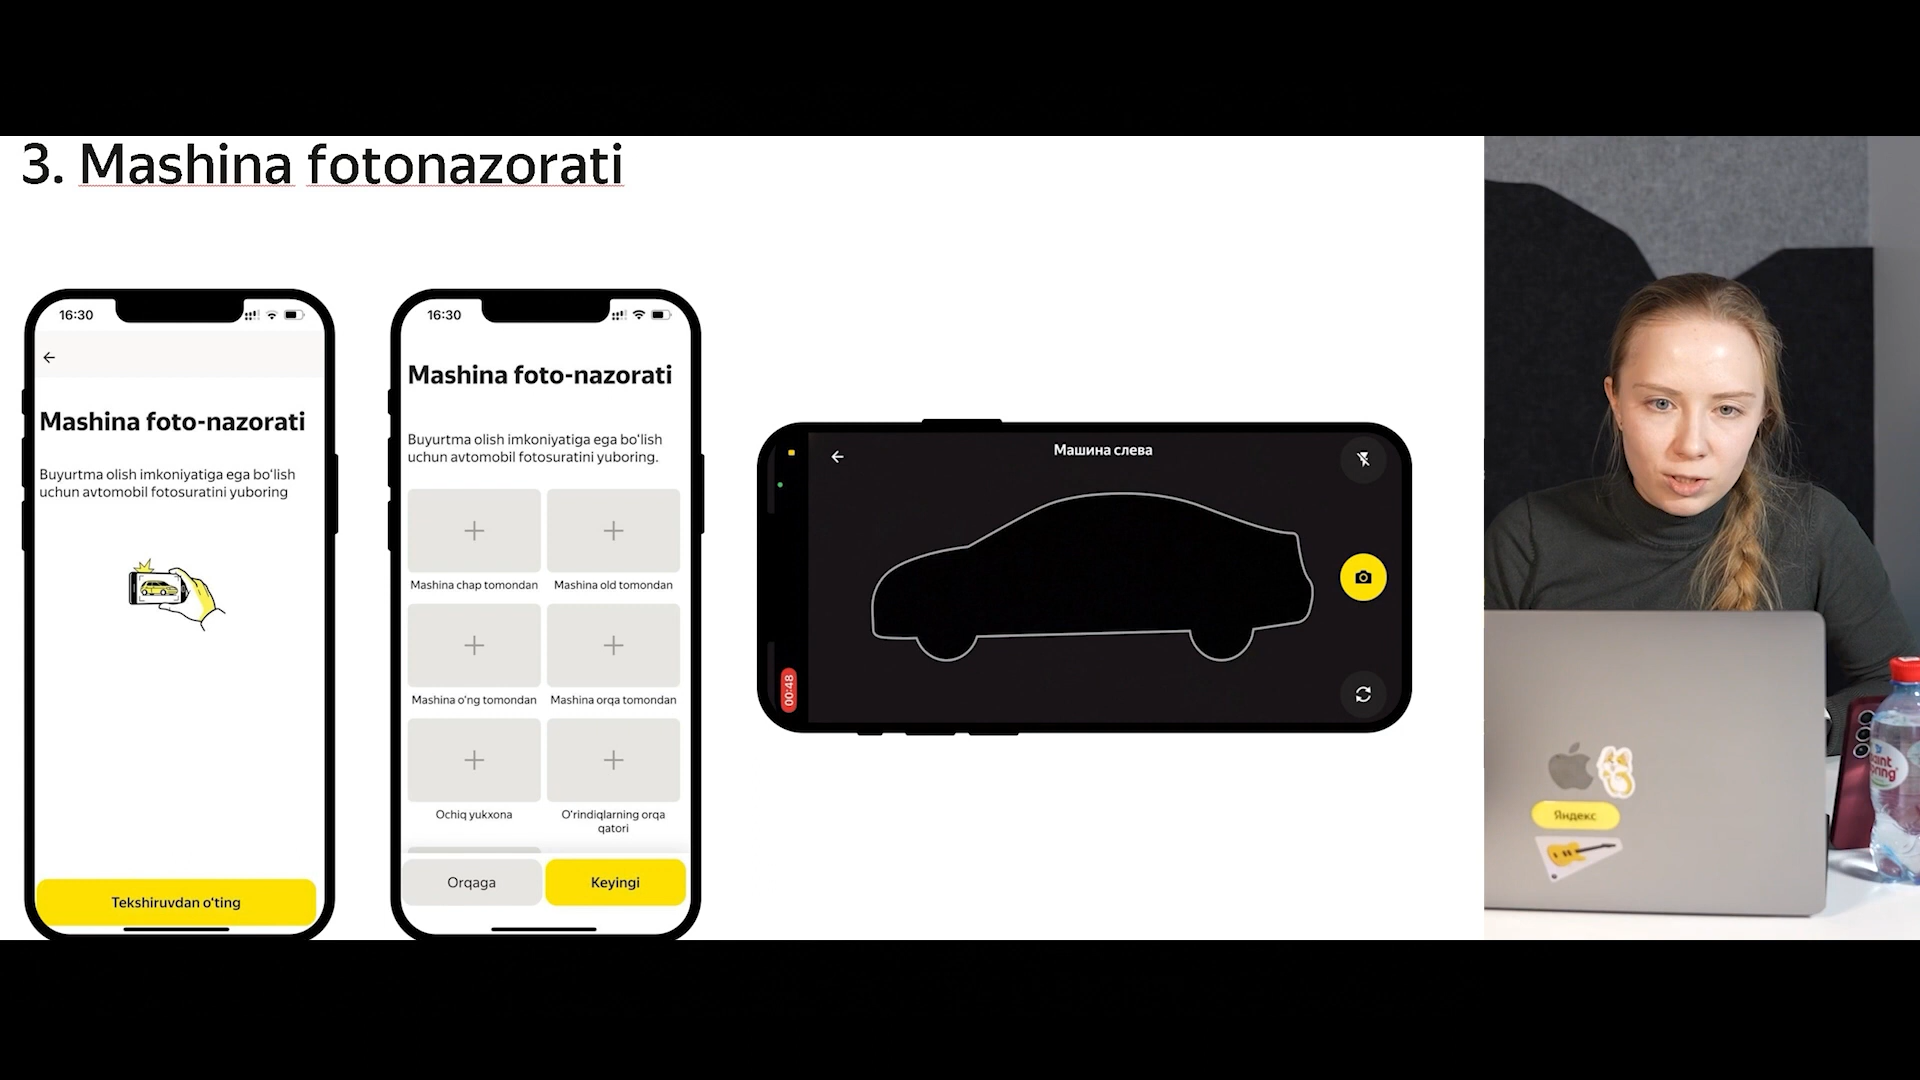 3. Mashina fotonazorati
16:30
Mashina foto-nazorati
Buyurtma olish imkoniyatiga ega bo'lish
uchun avtomobil fotosuratini yuboring
Tekshiruvdan o'ting
16:30
Mashina foto-nazorati
Buyurtma olish imkoniyatiga ega bo'lish
uchun avtomobil fotosuratini yuboring.
Mashina chap tomondan
Mashina old tomondan
Mashina o'ng tomondan
Mashina orqa tomondan
Ochiq yukxona
O'rindiqlarning orqa
qatori
Orqaga
Keyingi
Машина слева
00:48
Яндекс